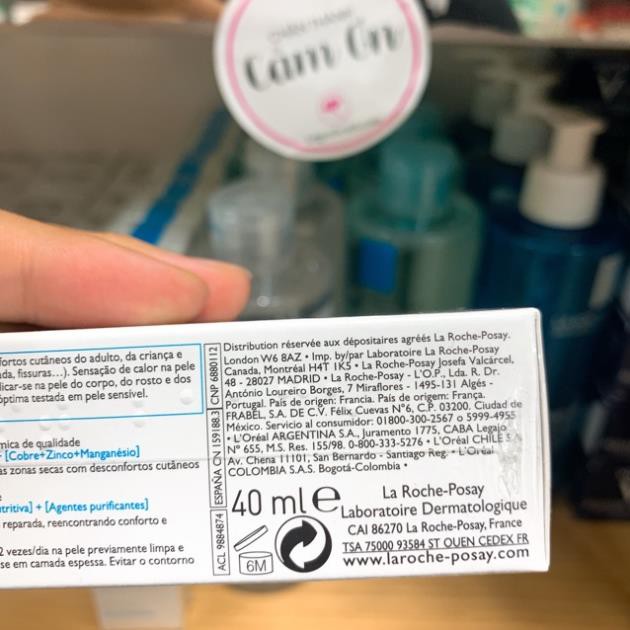 Cảm Ơn
fortos cutâneos do adulto, da criança e
da, fissuras...). Sensação de calor na pele
licar-se na pele do corpo, do rosto e dos
óptima testada em pele sensível.
mica de qualidade
[Cobre+Zinco+Manganésio]
as zonas secas com desconfortos cutâneos
tritiva] + [Agentes purificantes]
reparada, reencontrando conforto e
2 vezes/dia na pele previamente limpa e
se em camada espessa. Evitar o contorno
ACL 9884874
ESPAÑA CN 159188.3
CNP 6880112
Distribution réservée aux dépositaires agréés La Roche-Posay.
London W6 8AZ • Imp. by/par Laboratoire La Roche-Posay
Canada, Montréal H4T 1K5 • La Roche-Posay Josefa Valcárcel,
48 - 28027 MADRID • La Roche-Posay - L'O.P., Lda. R. Dr.
António Loureiro Borges, 7 Miraflores - 1495-131 Algés -
Portugal. País de origen: Francia. País de origem: França.
FRABEL, S.A. DE C.V. Félix Cuevas N°6, C.P. 03200, Ciudad de
México. Servicio al consumidor: 01800-300-2567 o 5999-4955
• L'Oréal ARGENTINA S.A., Juramento 1775, CABA Legajo
N° 655, M.S. Res. 155/98. 0-800-333-5276 • L'Oréal CHILE S.A
Av. Chena 11101, San Bernardo - Santiago Reg. • L'Oréal
COLOMBIA S.A.S. Bogotá-Colombia •
40 ml e
6M
La Roche-Posay
Laboratoire Dermatologique
CAI 86270 La Roche-Posay, France
TSA 75000 93584 ST OUEN CEDEX FR
www.laroche-posay.com